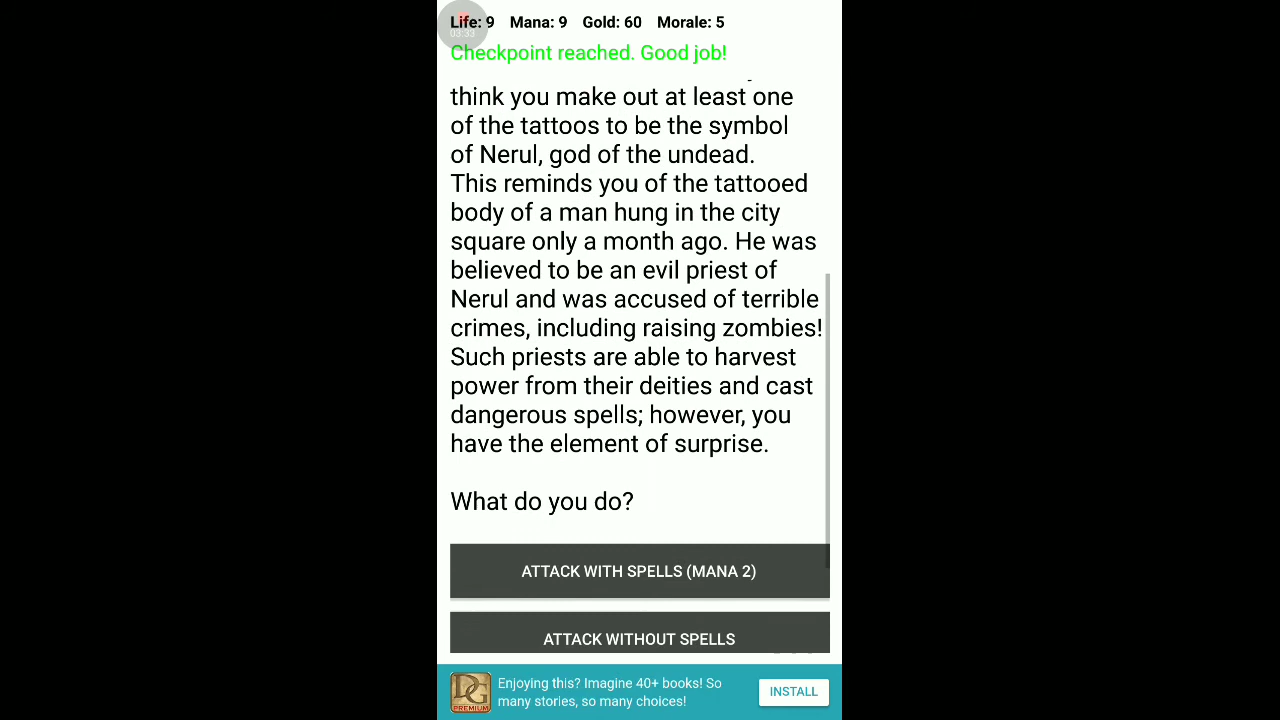 Life: 9 Mana: 9 Gold: 60 Morale: 5
03:33
Checkpoint reached. Good job!
think you make out at least one
of the tattoos to be the symbol
of Nerul, god of the undead.
This reminds you of the tattooed
body of a man hung in the city
square only a month ago. He was
believed to be an evil priest of
Nerul and was accused of terrible
crimes, including raising zombies!
Such priests are able to harvest
power from their deities and cast
dangerous spells; however, you
have the element of surprise.
What do you do?
ATTACK WITH SPELLS (MANA 2)
ATTACK WITHOUT SPELLS
DG
PREMIUM
Enjoying this? Imagine 40+ books! So
many stories, so many choices!
INSTALL